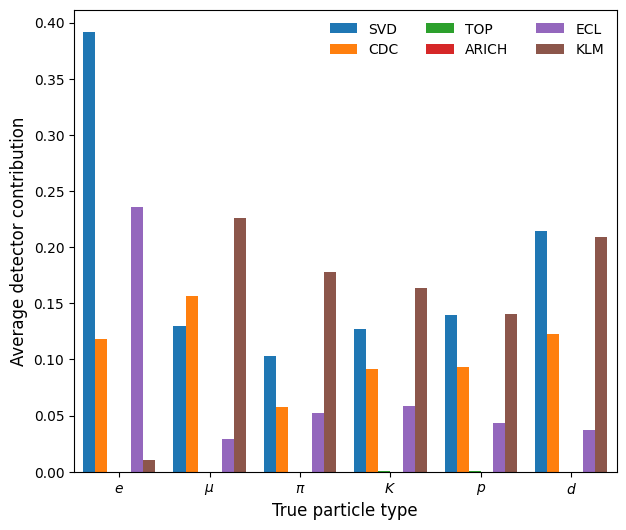 Average detector contribution
0.40
0.35
0.30
0.25
0.20
0.15
0.10
0.05
0.00
SVD TOP ECL
CDC ARICH KLM
e μ π K p d
True particle type